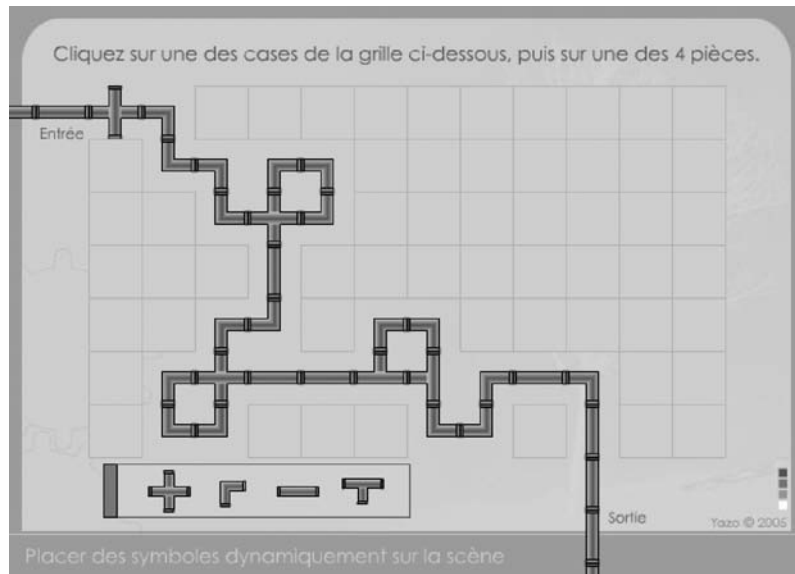 Cliquez sur une des cases de la grille ci-dessous, puis sur une des 4 pièces.
Entrée
Sortie
Yazo © 2005
Placer des symboles dynamiquement sur la scène